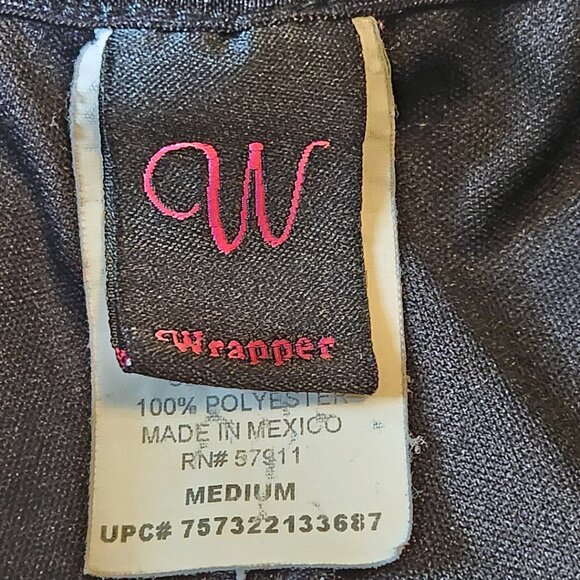 W
Wrapper
100% POLYESTER
MADE IN MEXICO
RN# 57911
MEDIUM
UPC# 757322133687